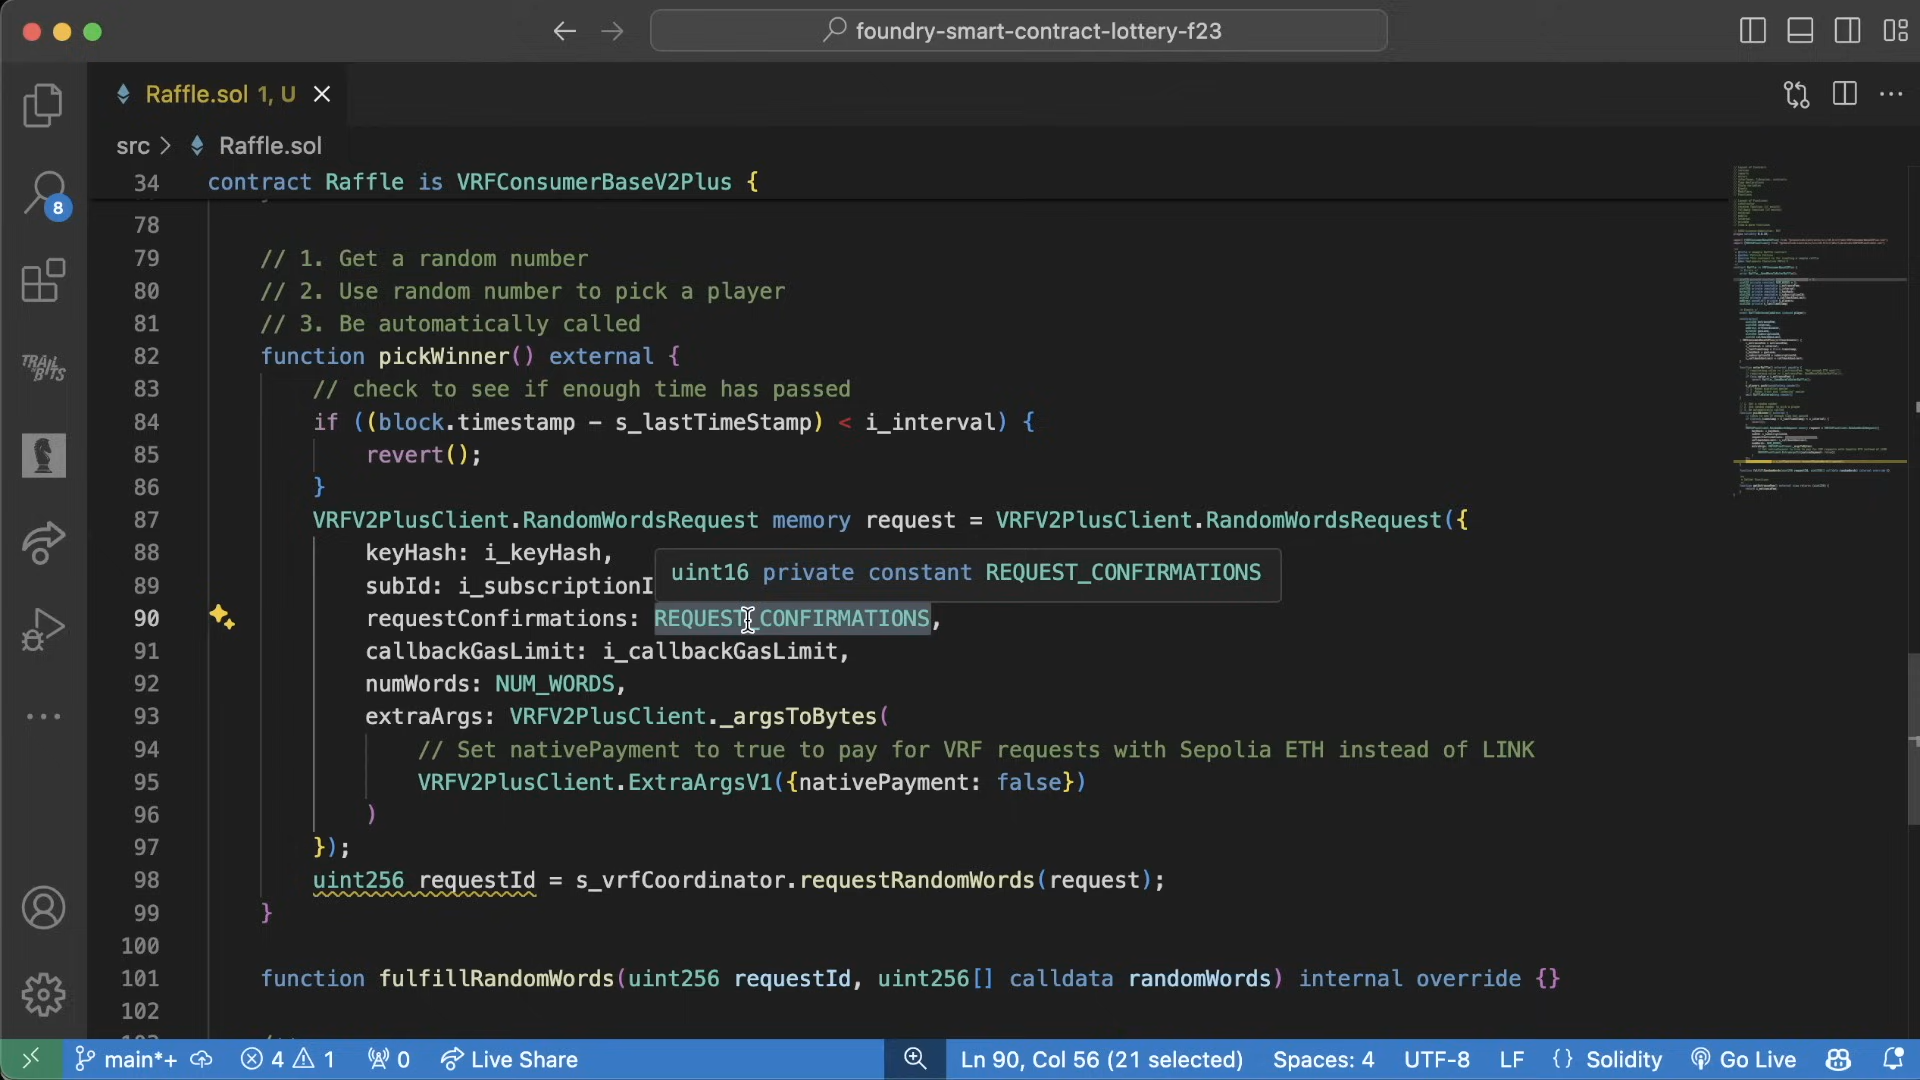 foundry-smart-contract-lottery-f23
Raffle.sol 1, U
src > Raffle.sol
8
TRAIL OF BITS
34 contract Raffle is VRFConsumerBaseV2Plus {
78
79 // 1. Get a random number
80 // 2. Use random number to pick a player
81 // 3. Be automatically called
82 function pickWinner() external {
83 // check to see if enough time has passed
84 if ((block.timestamp - s_lastTimeStamp) < i_interval) {
85 revert();
86 }
87 VRFV2PlusClient.RandomWordsRequest memory request = VRFV2PlusClient.RandomWordsRequest({
88 keyHash: i_keyHash,
uint16 private constant REQUEST_CONFIRMATIONS
89 subId: i_subscriptionI
90 requestConfirmations: REQUEST_CONFIRMATIONS,
91 callbackGasLimit: i_callbackGasLimit,
92 numWords: NUM_WORDS,
93 extraArgs: VRFV2PlusClient._argsToBytes(
94 // Set nativePayment to true to pay for VRF requests with Sepolia ETH instead of LINK
95 VRFV2PlusClient.ExtraArgsV1({nativePayment: false})
96 )
97 });
98 uint256 requestId = s_vrfCoordinator.requestRandomWords(request);
99 }
100
101 function fulfillRandomWords(uint256 requestId, uint256[] calldata randomWords) internal override {}
102
main*+ 4 1 0 Live Share Ln 90, Col 56 (21 selected) Spaces: 4 UTF-8 LF {} Solidity Go Live